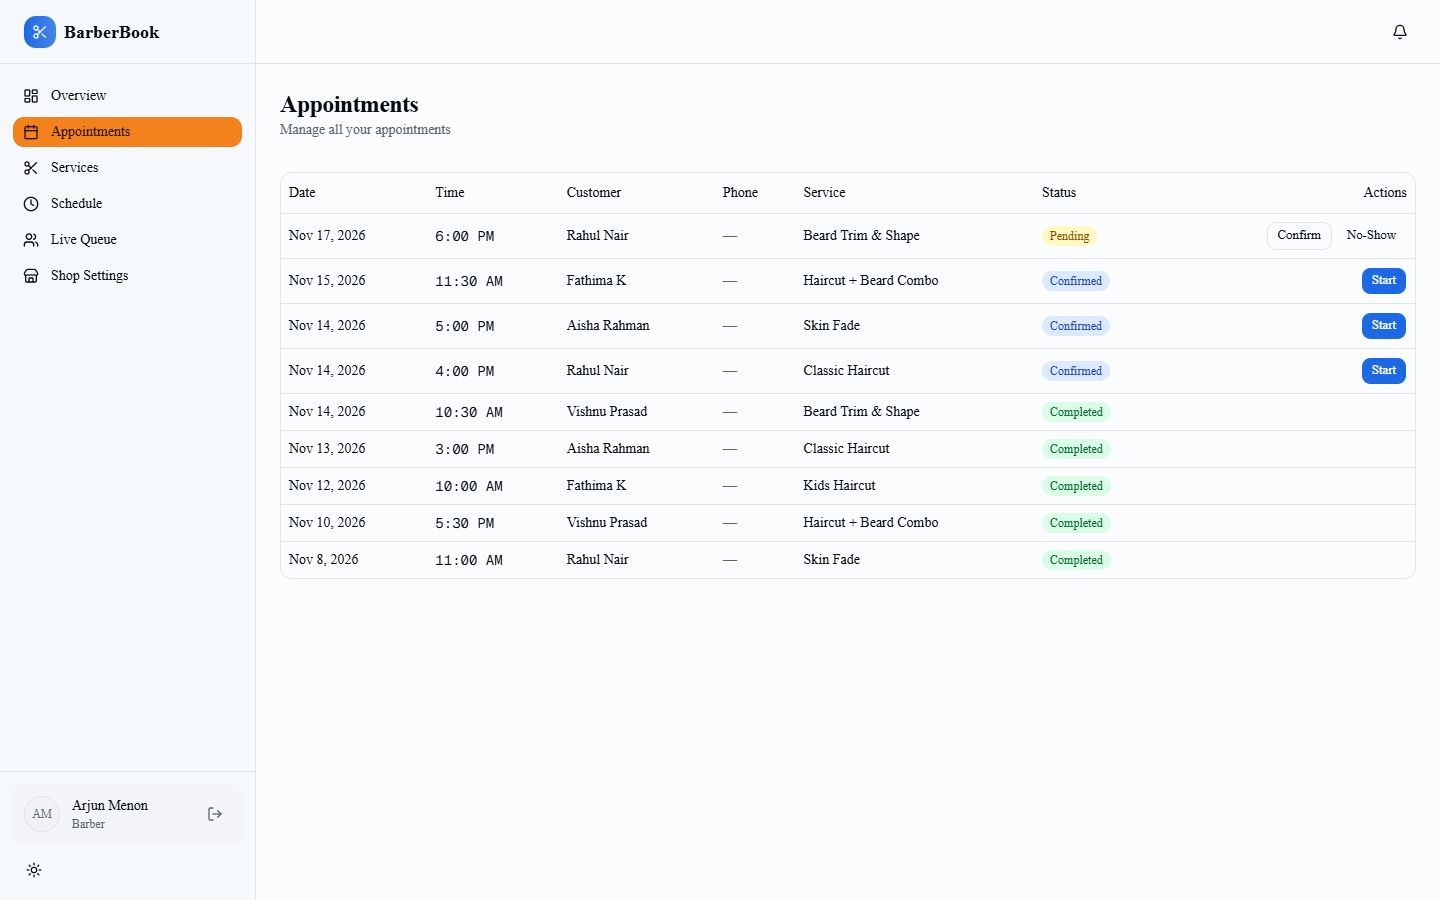 BarberBook
Overview
Appointments
Services
Schedule
Live Queue
Shop Settings
AM
Arjun Menon
Barber
Appointments
Manage all your appointments
Date Time Customer Phone Service Status Actions
Nov 17, 2026 6:00 PM Rahul Nair — Beard Trim & Shape Pending Confirm No-Show
Nov 15, 2026 11:30 AM Fathima K — Haircut + Beard Combo Confirmed Start
Nov 14, 2026 5:00 PM Aisha Rahman — Skin Fade Confirmed Start
Nov 14, 2026 4:00 PM Rahul Nair — Classic Haircut Confirmed Start
Nov 14, 2026 10:30 AM Vishnu Prasad — Beard Trim & Shape Completed
Nov 13, 2026 3:00 PM Aisha Rahman — Classic Haircut Completed
Nov 12, 2026 10:00 AM Fathima K — Kids Haircut Completed
Nov 10, 2026 5:30 PM Vishnu Prasad — Haircut + Beard Combo Completed
Nov 8, 2026 11:00 AM Rahul Nair — Skin Fade Completed